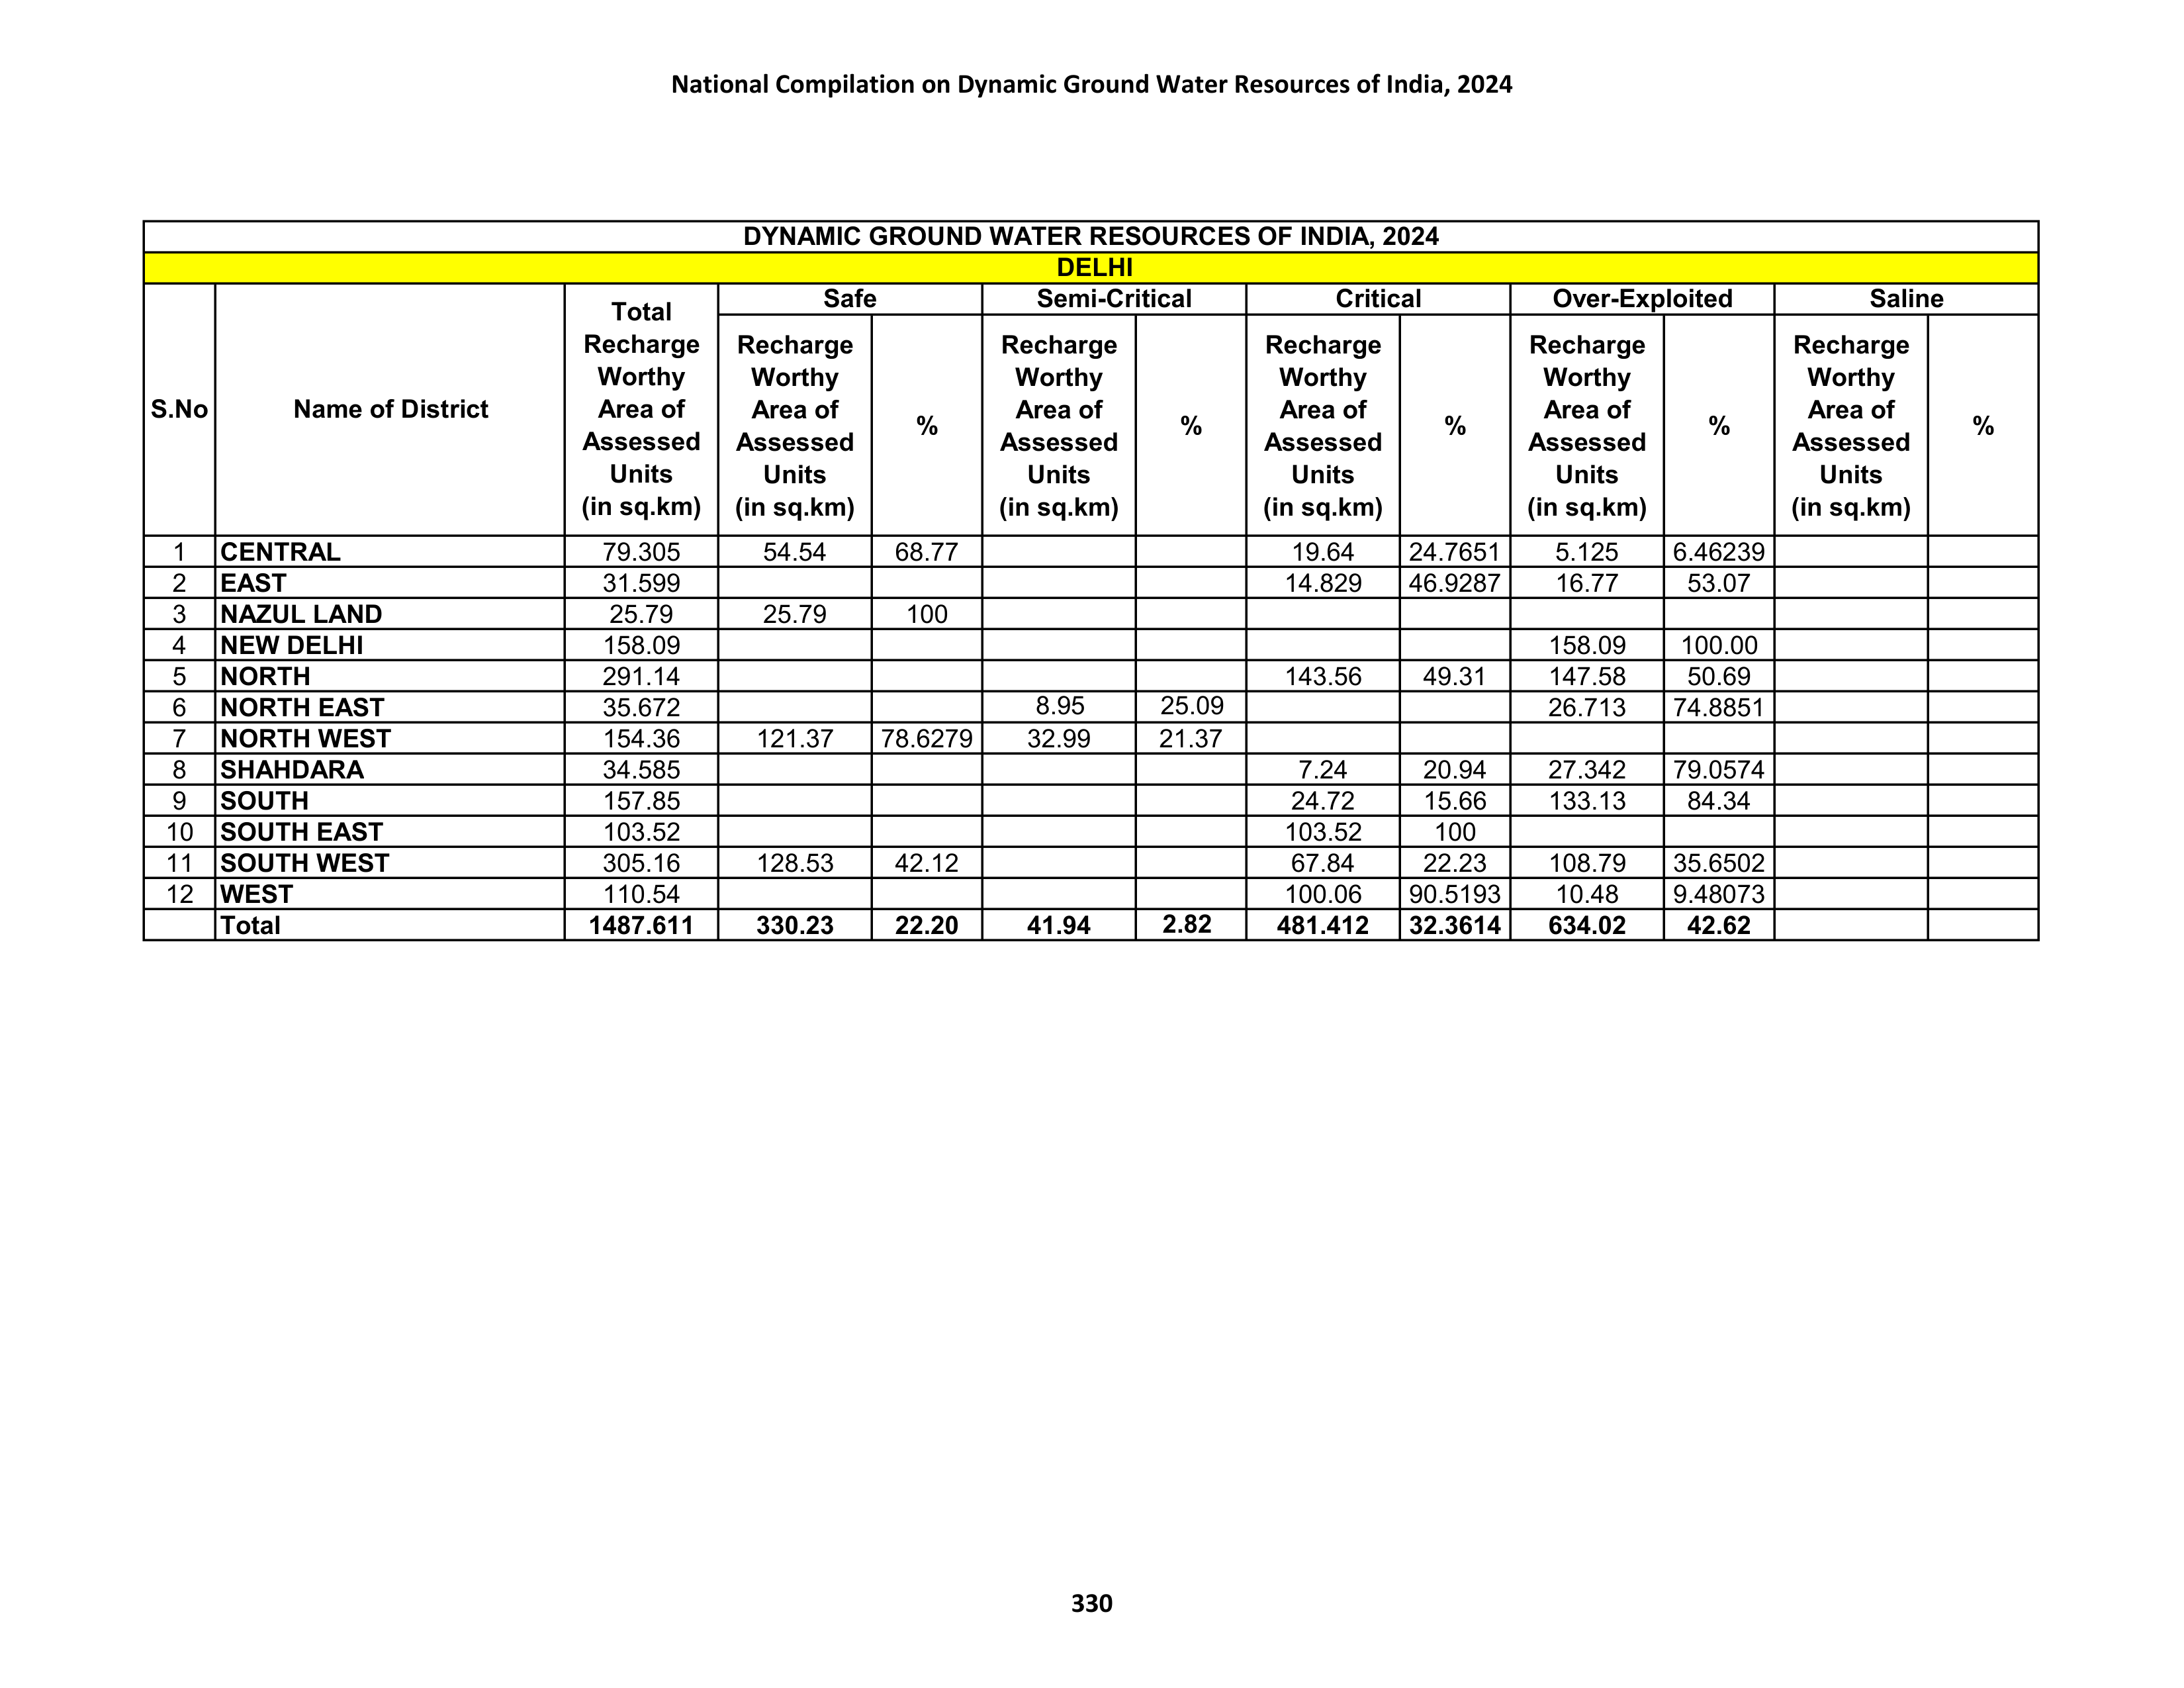 National Compilation on Dynamic Ground Water Resources of India, 2024
DYNAMIC GROUND WATER RESOURCES OF INDIA, 2024
DELHI
S.No Name of District Total Recharge Worthy Area of Assessed Units (in sq.km) Safe Semi-Critical Critical Over-Exploited Saline
Recharge Worthy Area of Assessed Units (in sq.km) % Recharge Worthy Area of Assessed Units (in sq.km) % Recharge Worthy Area of Assessed Units (in sq.km) % Recharge Worthy Area of Assessed Units (in sq.km) % Recharge Worthy Area of Assessed Units (in sq.km) %
1 CENTRAL 79.305 54.54 68.77 19.64 24.7651 5.125 6.46239
2 EAST 31.599 14.829 46.9287 16.77 53.07
3 NAZUL LAND 25.79 25.79 100
4 NEW DELHI 158.09 158.09 100.00
5 NORTH 291.14 143.56 49.31 147.58 50.69
6 NORTH EAST 35.672 8.95 25.09 26.713 74.8851
7 NORTH WEST 154.36 121.37 78.6279 32.99 21.37
8 SHAHDARA 34.585 7.24 20.94 27.342 79.0574
9 SOUTH 157.85 24.72 15.66 133.13 84.34
10 SOUTH EAST 103.52 103.52 100
11 SOUTH WEST 305.16 128.53 42.12 67.84 22.23 108.79 35.6502
12 WEST 110.54 100.06 90.5193 10.48 9.48073
Total 1487.611 330.23 22.20 41.94 2.82 481.412 32.3614 634.02 42.62
330